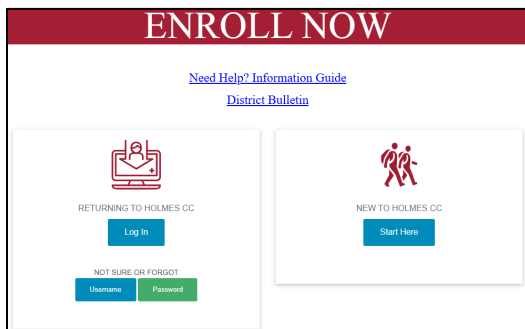 ENROLL NOW
Need Help? Information Guide
District Bulletin
RETURNING TO HOLMES CC
Log In
NOT SURE OR FORGOT
Username Password
NEW TO HOLMES CC
Start Here